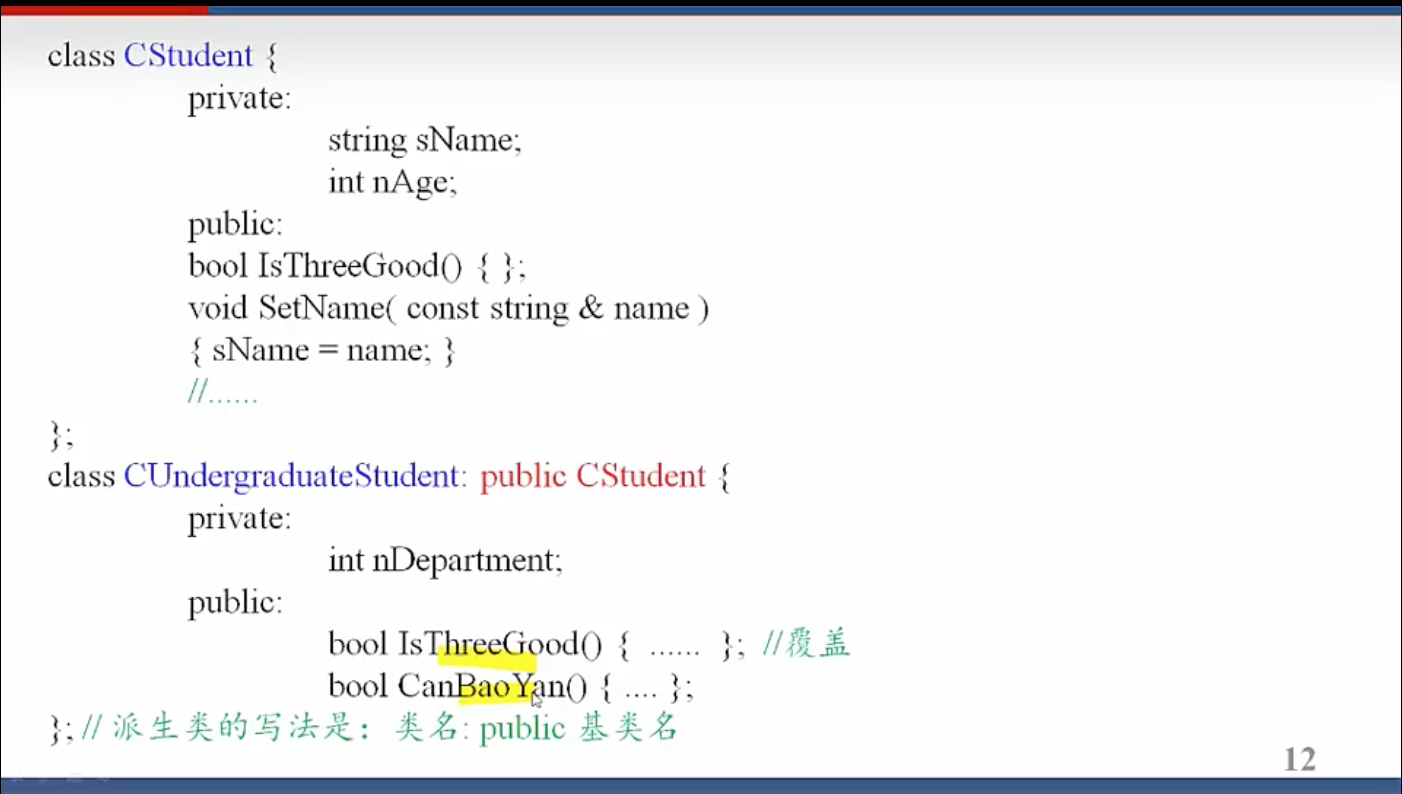 class CStudent {
private:
string sName;
int nAge;
public:
bool IsThreeGood() { };
void SetName( const string & name )
{ sName = name; }
//......
};
class CUndergraduateStudent: public CStudent {
private:
int nDepartment;
public:
bool IsThreeGood() { ...... }; //覆盖
bool CanBaoYan() { .... };
}; // 派生类的写法是：类名: public 基类名
12